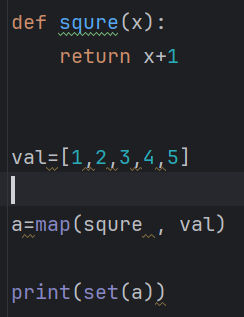 def squre(x):
    return x+1
val=[1,2,3,4,5]
a=map(squre , val)
print(set(a))